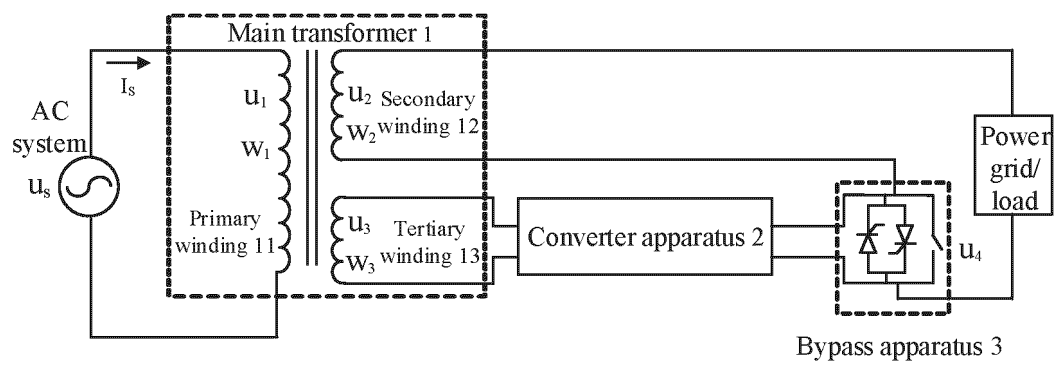 Main transformer 1
Is
AC
system
us
u1
w1
Primary
winding 11
u2
w2
Secondary
winding 12
u3
w3
Tertiary
winding 13
Converter apparatus 2
Power
grid/
load
u4
Bypass apparatus 3